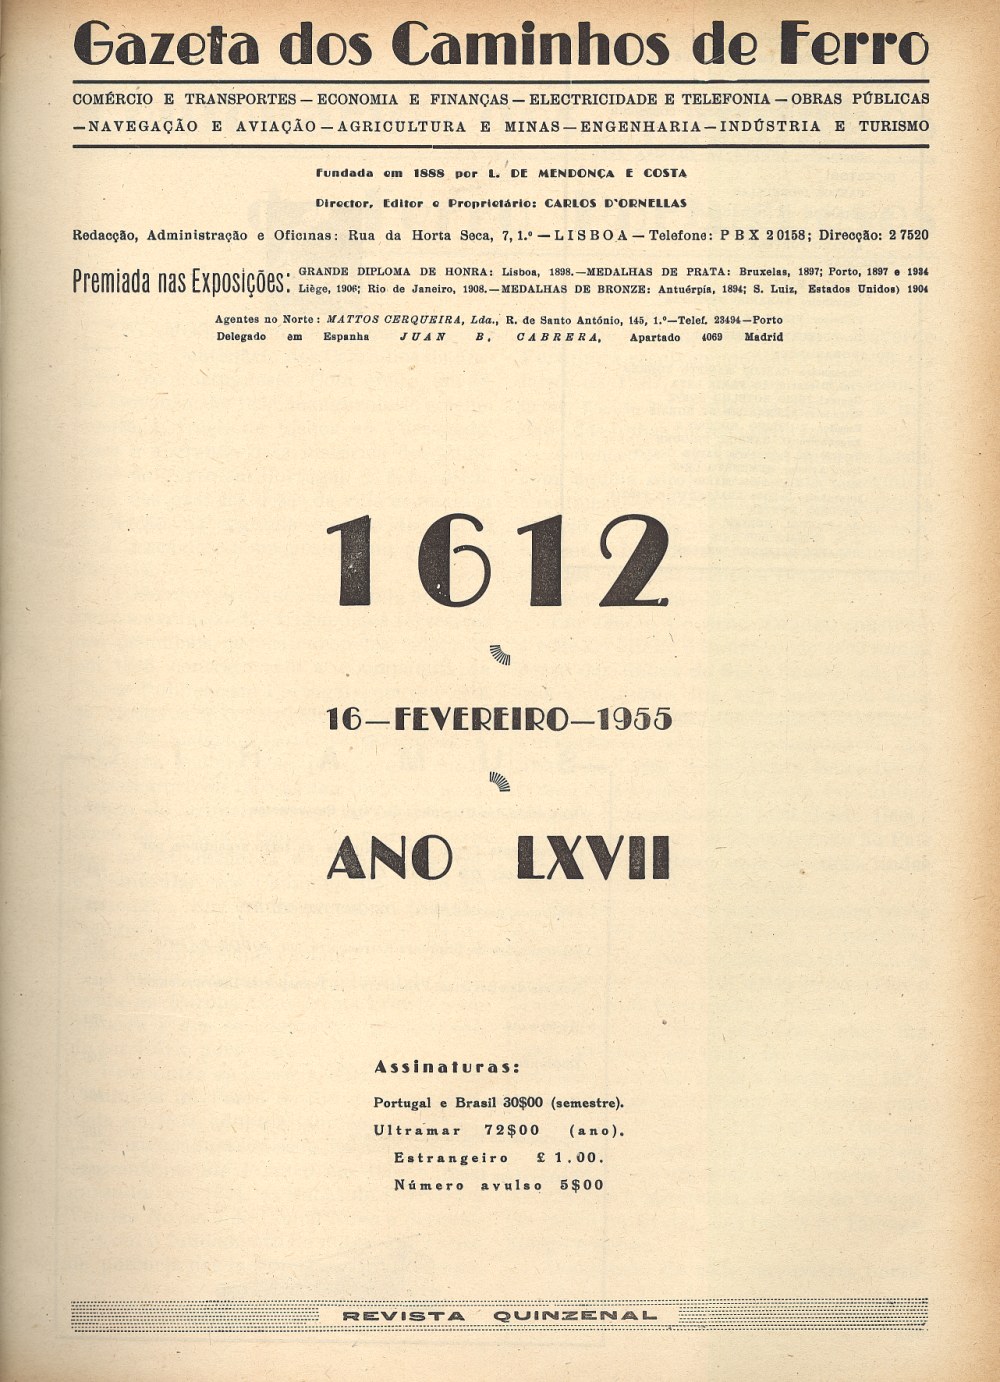 Gazeta dos Caminhos de Ferro
COMÉRCIO E TRANSPORTES — ECONOMIA E FINANÇAS — ELECTRICIDADE E TELEFONIA — OBRAS PÚBLICAS
—NAVEGAÇÃO E AVIAÇÃO — AGRICULTURA E MINAS — ENGENHARIA — INDÚSTRIA E TURISMO
Fundada em 1888 por L. DE MENDONÇA E COSTA
Director, Editor e Proprietário: CARLOS D'ORNELLAS
Redacção, Administração e Oficinas: Rua da Horta Seca, 7, 1.º — LISBOA — Telefone: PBX 20158; Direcção: 27520
Premiada nas Exposições:
GRANDE DIPLOMA DE HONRA: Lisboa, 1898.—MEDALHAS DE PRATA: Bruxelas, 1897; Porto, 1897 e 1934
Liège, 1906; Rio de Janeiro, 1908.—MEDALHAS DE BRONZE: Antuérpia, 1894; S. Luiz, Estados Unidos) 1904
Agentes no Norte: MATTOS CERQUEIRA, Lda., R. de Santo António, 145, 1.º—Telef. 23494—Porto
Delegado em Espanha JUAN B. CABRERA, Apartado 4069 Madrid
1612
16—FEVEREIRO—1955
ANO LXVII
Assinaturas:
Portugal e Brasil 30$00 (semestre).
Ultramar 72$00 (ano).
Estrangeiro £ 1.00.
Número avulso 5$00
REVISTA QUINZENAL